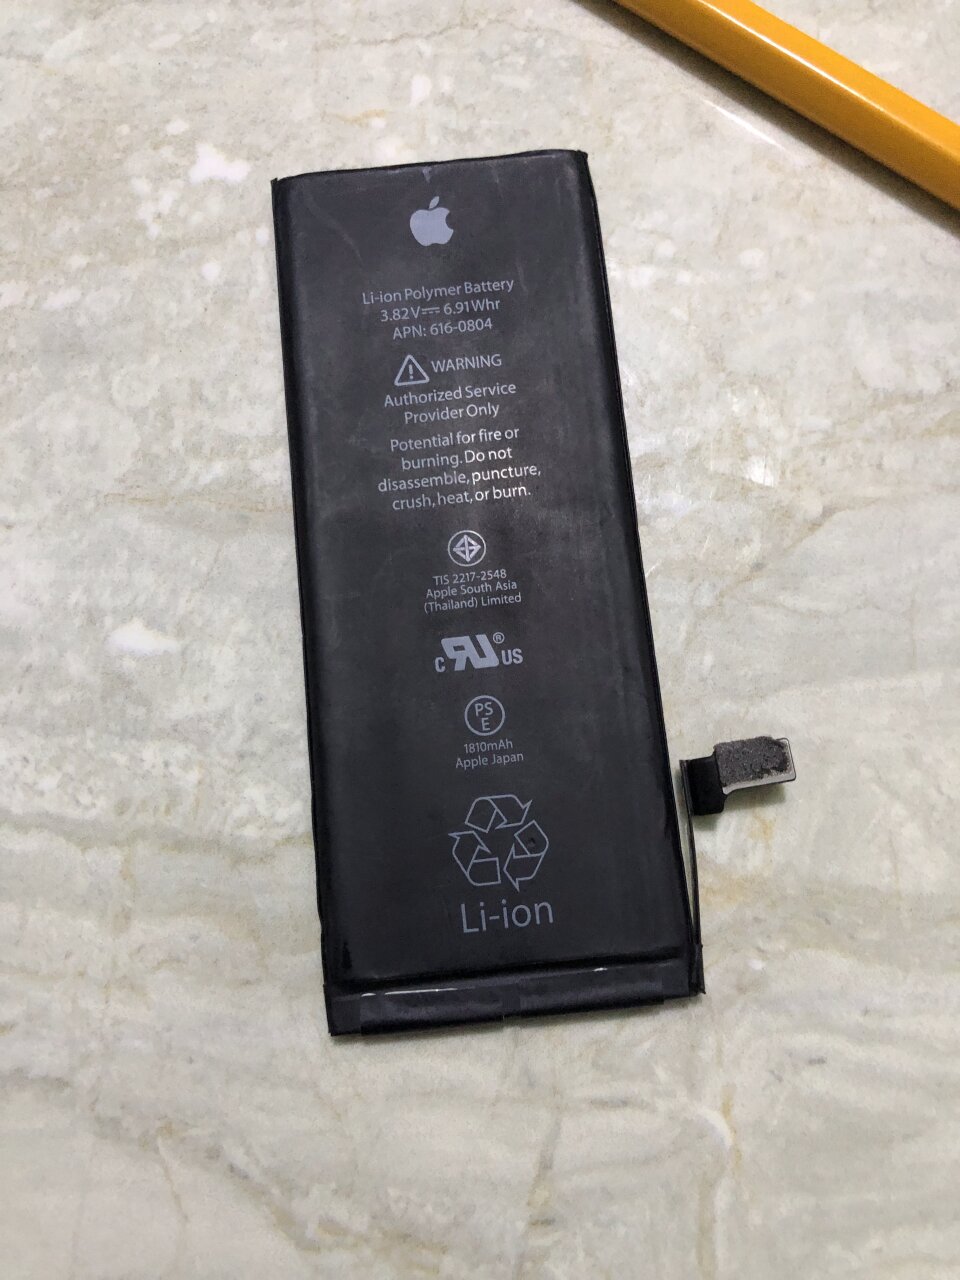 Li-ion Polymer Battery
3.82V⎓ 6.91Whr
APN: 616-0804
WARNING
Authorized Service
Provider Only
Potential for fire or
burning. Do not
disassemble, puncture,
crush, heat, or burn.
TIS 2217-2548
Apple South Asia
(Thailand) Limited
c RU® US
PS
E
1810mAh
Apple Japan
Li-ion